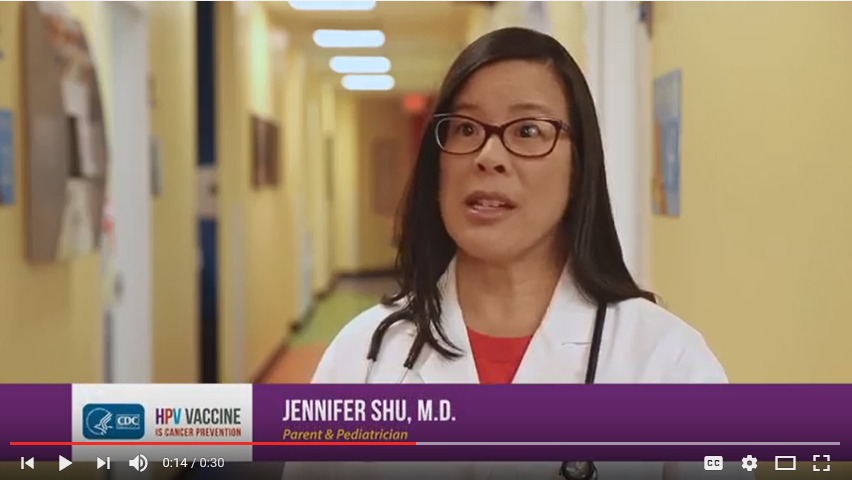 CDC
HPV VACCINE
IS CANCER PREVENTION
JENNIFER SHU, M.D.
Parent & Pediatrician
0:14 / 0:30
CC